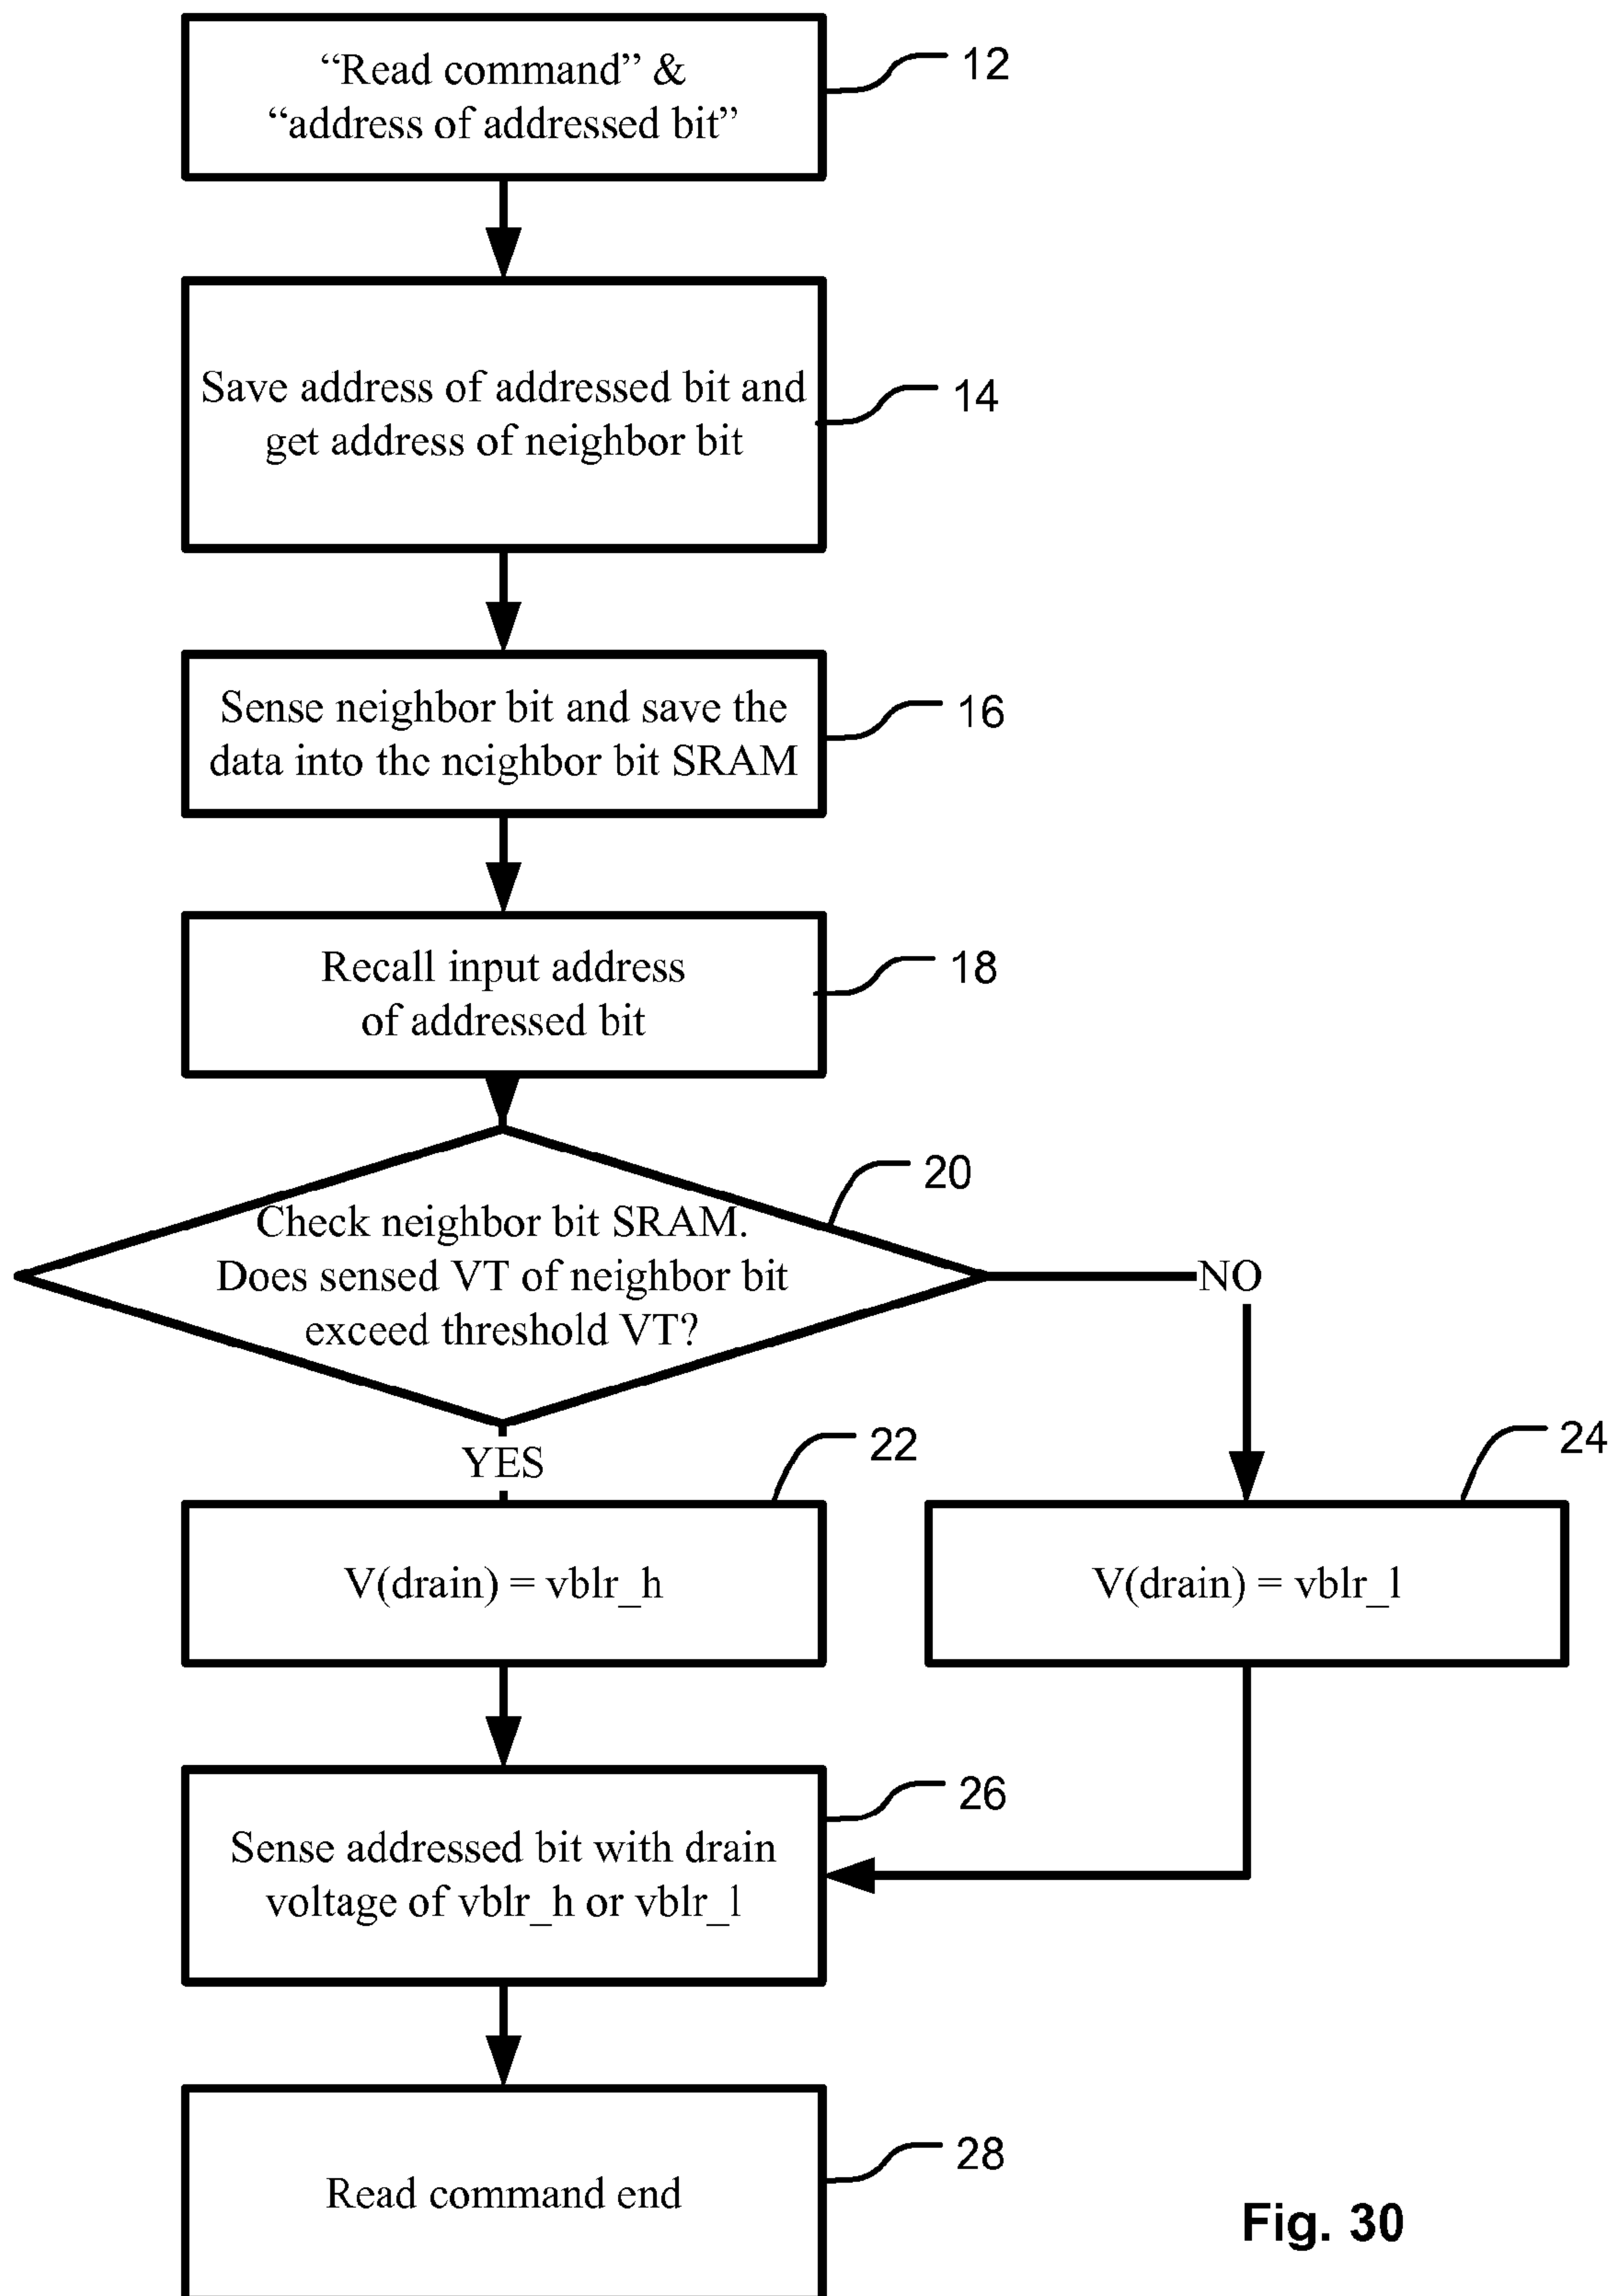 “Read command” &
“address of addressed bit”
12
Save address of addressed bit and
get address of neighbor bit
14
Sense neighbor bit and save the
data into the neighbor bit SRAM
16
Recall input address
of addressed bit
18
Check neighbor bit SRAM.
Does sensed VT of neighbor bit
exceed threshold VT?
20
NO
YES
22
V(drain) = vblr_h
24
V(drain) = vblr_l
Sense addressed bit with drain
voltage of vblr_h or vblr_l
26
Read command end
28
Fig. 30